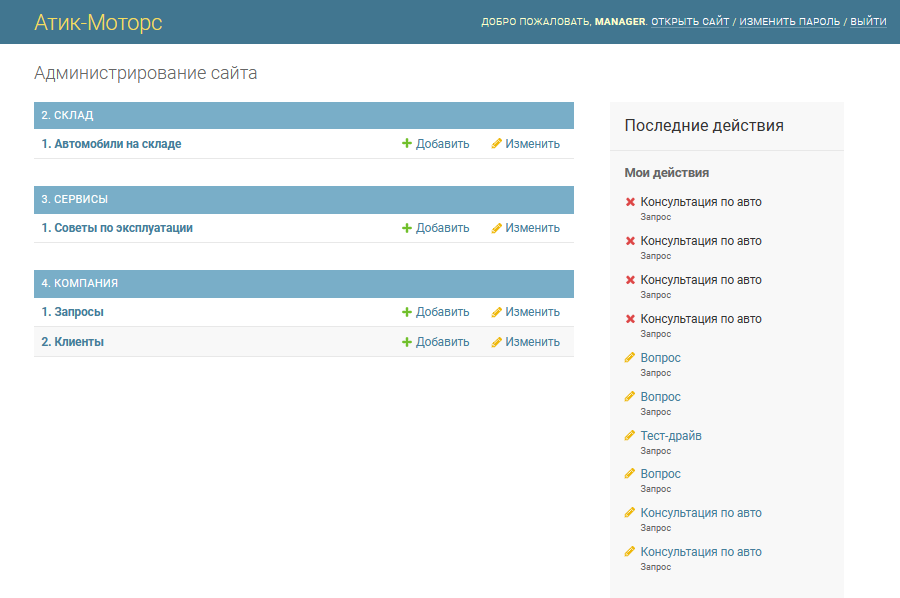 Атик-Моторс
ДОБРО ПОЖАЛОВАТЬ, MANAGER. ОТКРЫТЬ САЙТ / ИЗМЕНИТЬ ПАРОЛЬ / ВЫЙТИ
Администрирование сайта
2. СКЛАД
1. Автомобили на складе Добавить Изменить
3. СЕРВИСЫ
1. Советы по эксплуатации Добавить Изменить
4. КОМПАНИЯ
1. Запросы Добавить Изменить
2. Клиенты Добавить Изменить
Последние действия
Мои действия
Консультация по авто
Запрос
Консультация по авто
Запрос
Консультация по авто
Запрос
Консультация по авто
Запрос
Вопрос
Запрос
Вопрос
Запрос
Тест-драйв
Запрос
Вопрос
Запрос
Консультация по авто
Запрос
Консультация по авто
Запрос